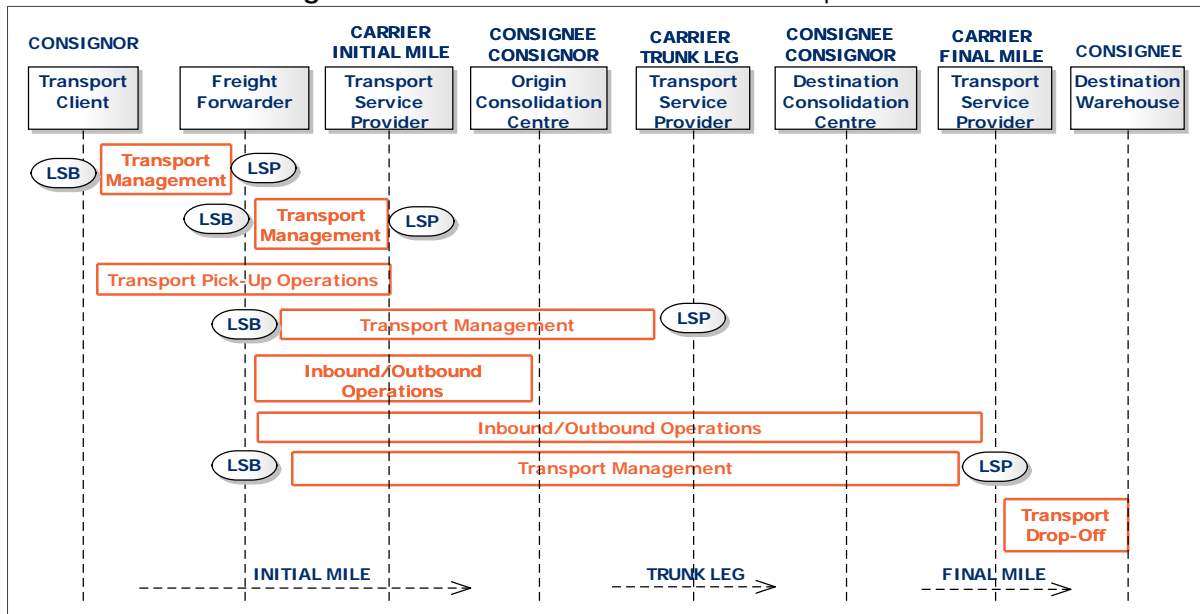 CONSIGNOR
CARRIER
INITIAL MILE
CONSIGNEE
CONSIGNOR
CARRIER
TRUNK LEG
CONSIGNEE
CONSIGNOR
CARRIER
FINAL MILE
CONSIGNEE
Transport
Client
Freight
Forwarder
Transport
Service
Provider
Origin
Consolidation
Centre
Transport
Service
Provider
Destination
Consolidation
Centre
Transport
Service
Provider
Destination
Warehouse
LSB
Transport
Management
LSP
LSB
Transport
Management
LSP
Transport Pick-Up Operations
LSB
Transport Management
LSP
Inbound/Outbound
Operations
Inbound/Outbound Operations
LSB
Transport Management
LSP
Transport
Drop-Off
INITIAL MILE
TRUNK LEG
FINAL MILE